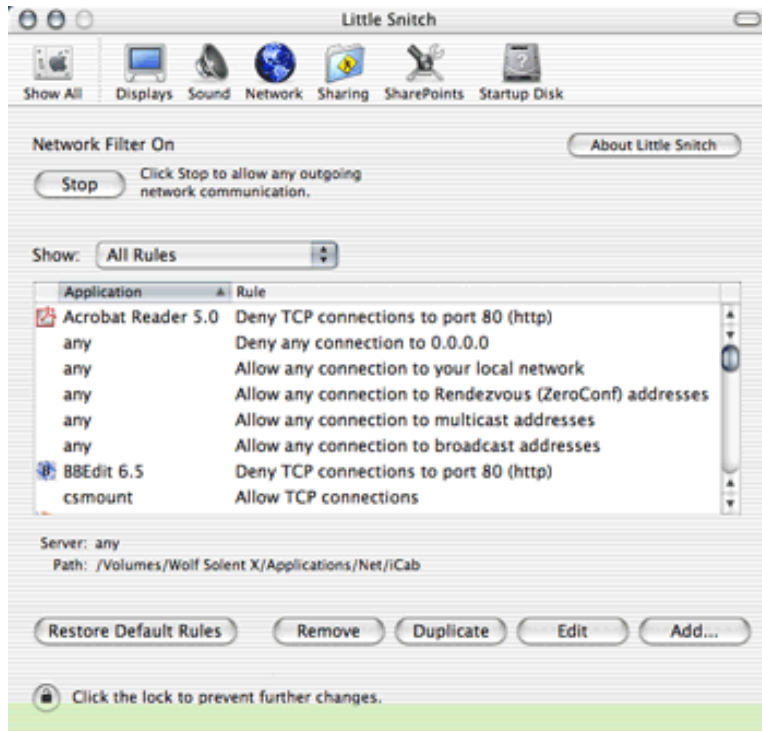 Little Snitch
Show All Displays Sound Network Sharing SharePoints Startup Disk
Network Filter On
About Little Snitch
Stop
Click Stop to allow any outgoing
network communication.
Show: All Rules
Application Rule
Acrobat Reader 5.0 Deny TCP connections to port 80 (http)
any Deny any connection to 0.0.0.0
any Allow any connection to your local network
any Allow any connection to Rendezvous (ZeroConf) addresses
any Allow any connection to multicast addresses
any Allow any connection to broadcast addresses
BBEdit 6.5 Deny TCP connections to port 80 (http)
csmount Allow TCP connections
Server: any
Path: /Volumes/Wolf Solent X/Applications/Net/iCab
Restore Default Rules Remove Duplicate Edit Add...
Click the lock to prevent further changes.